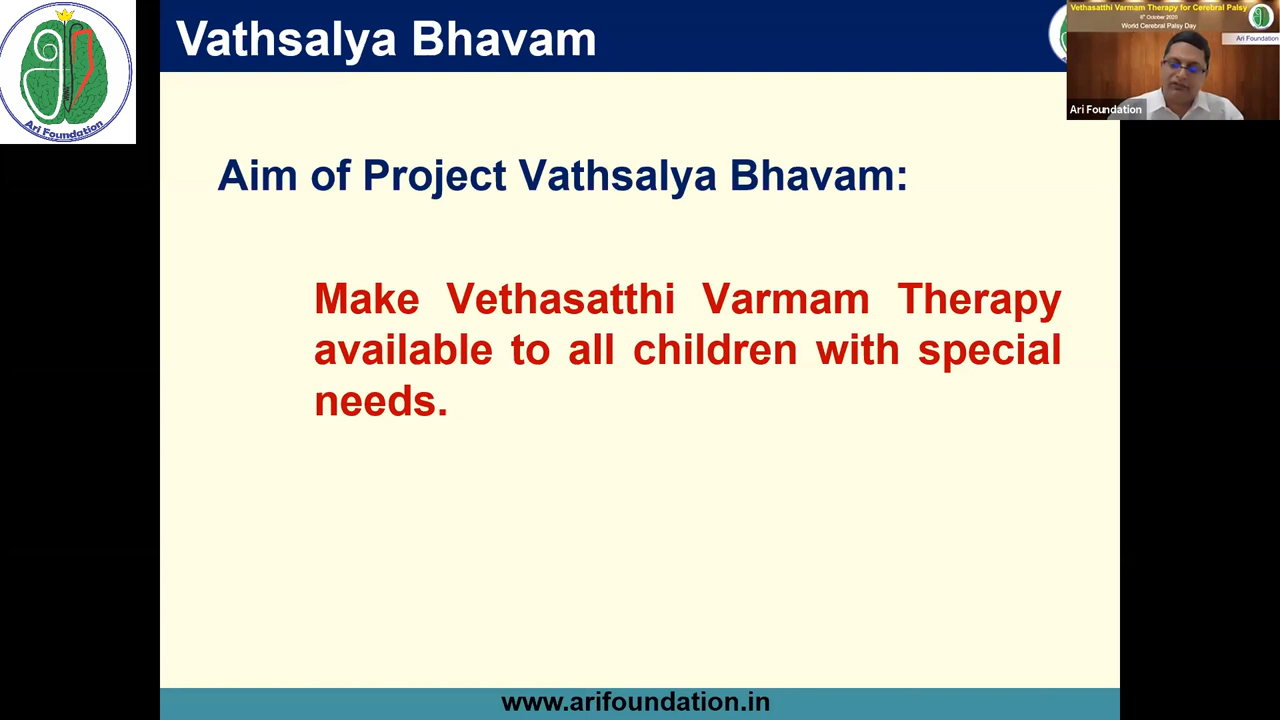 Vathsalya Bhavam
Vethasatthi Varmam Therapy for Cerebral Palsy
6th October 2020
World Cerebral Palsy Day
Ari Foundation
Ari Foundation
Ari Foundation
Aim of Project Vathsalya Bhavam:
Make Vethasatthi Varmam Therapy
available to all children with special
needs.
www.arifoundation.in